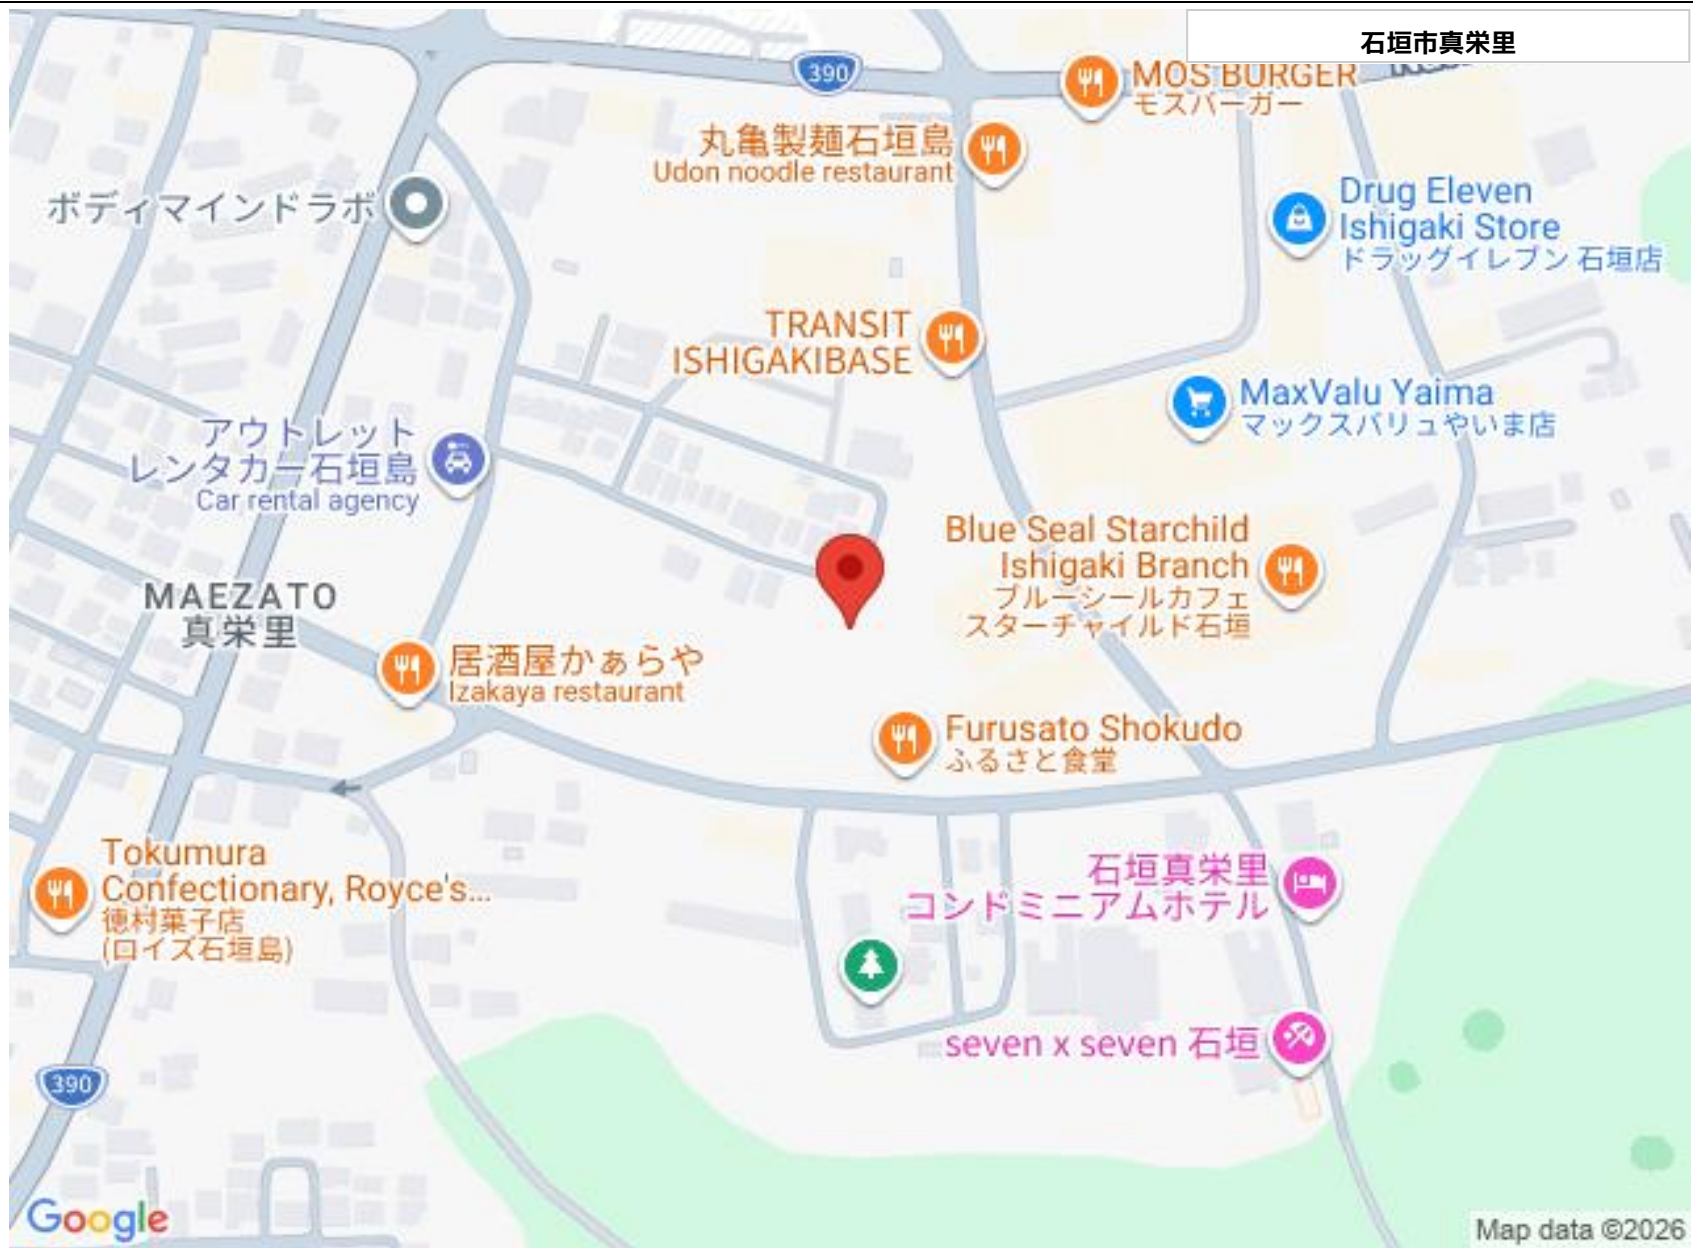 石垣市真栄里
390
MOS BURGER
モスバーガー
丸亀製麺石垣島
Udon noodle restaurant
ボディマインドラボ
Drug Eleven
Ishigaki Store
ドラッグイレブン 石垣店
TRANSIT
ISHIGAKIBASE
MaxValu Yaima
マックスバリュやいま店
アウトレット
レンタカー石垣島
Car rental agency
Blue Seal Starchild
Ishigaki Branch
ブルーシールカフェ
スターチャイルド石垣
MAEZATO
真栄里
居酒屋かぁらや
Izakaya restaurant
Furusato Shokudo
ふるさと食堂
Tokumura
Confectionary, Royce's...
徳村菓子店
(ロイズ石垣島)
石垣真栄里
コンドミニアムホテル
seven x seven 石垣
390
Google
Map data ©2026